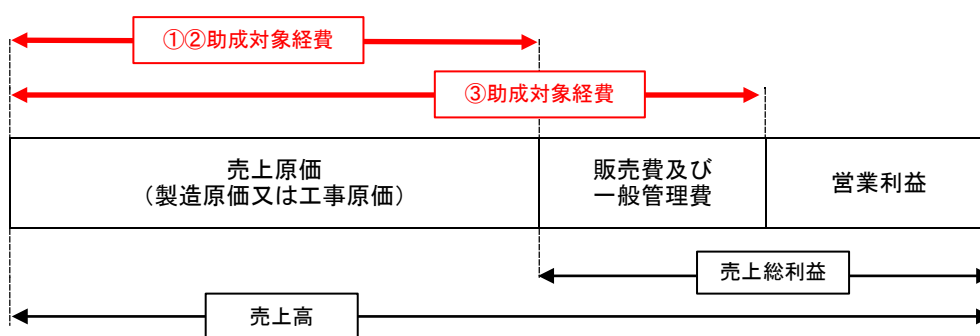 ①②助成対象経費
③助成対象経費
売上原価
（製造原価又は工事原価）
販売費及び
一般管理費
営業利益
売上総利益
売上高